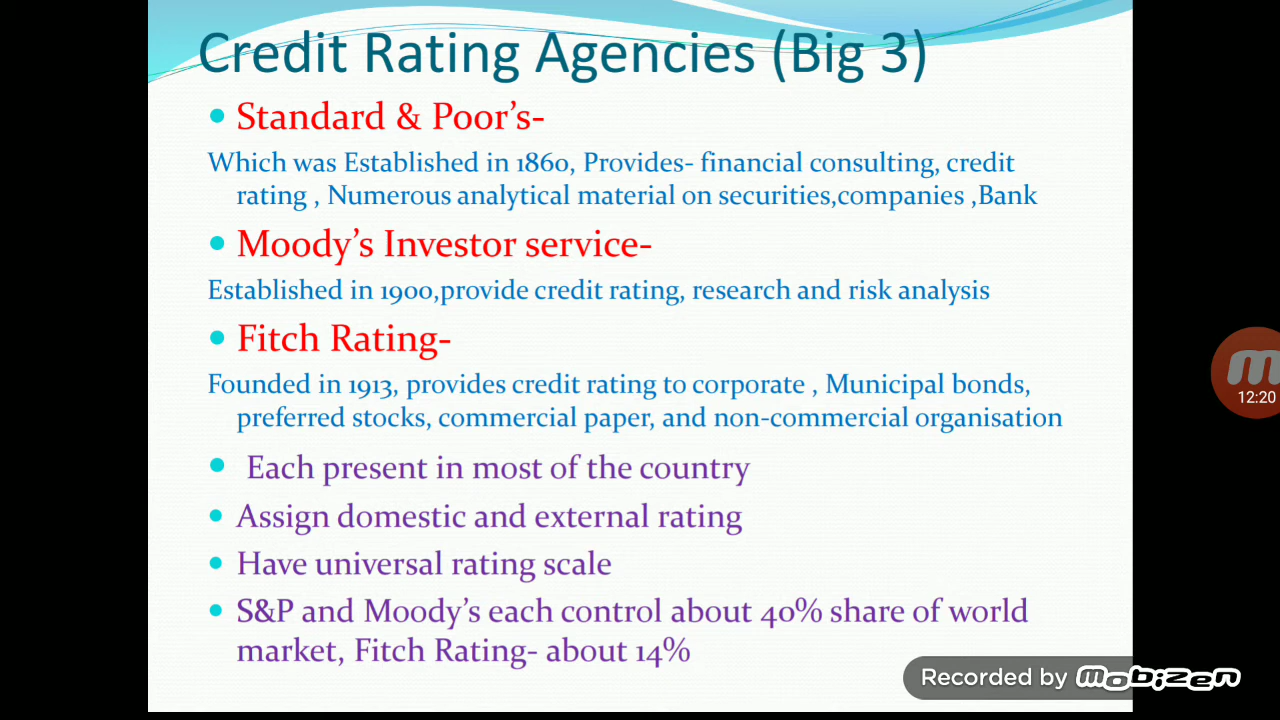 Credit Rating Agencies (Big 3)
Standard & Poor's-
Which was Established in 1860, Provides- financial consulting, credit
rating , Numerous analytical material on securities,companies ,Bank
Moody's Investor service-
Established in 1900,provide credit rating, research and risk analysis
Fitch Rating-
Founded in 1913, provides credit rating to corporate , Municipal bonds,
preferred stocks, commercial paper, and non-commercial organisation
Each present in most of the country
Assign domestic and external rating
Have universal rating scale
S&P and Moody's each control about 40% share of world
market, Fitch Rating- about 14%
12:20
Recorded by mobizen